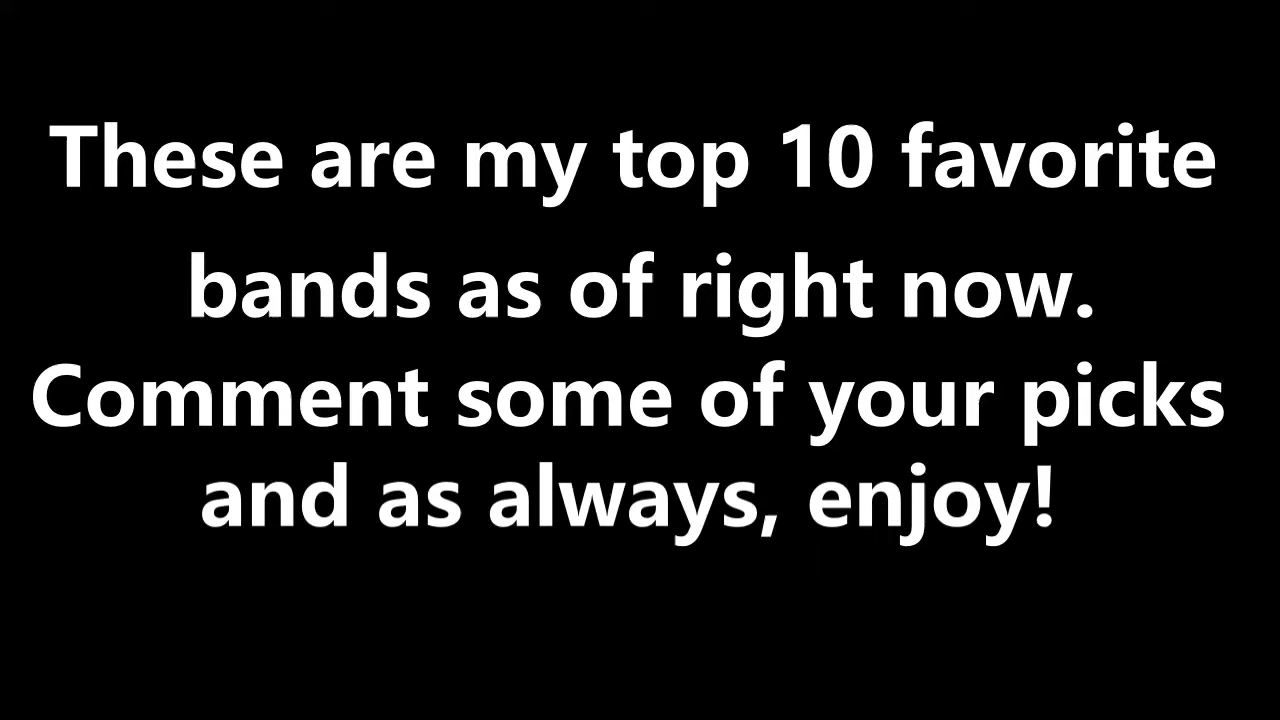 These are my top 10 favorite
bands as of right now.
Comment some of your picks
and as always, enjoy!